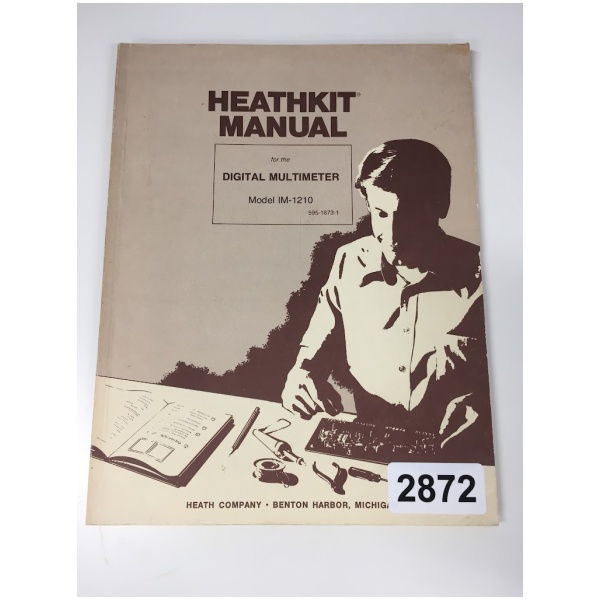 HEATHKIT®
MANUAL
for the
DIGITAL MULTIMETER
Model IM-1210
595-1873-1
HEATH COMPANY • BENTON HARBOR, MICHIGA
2872